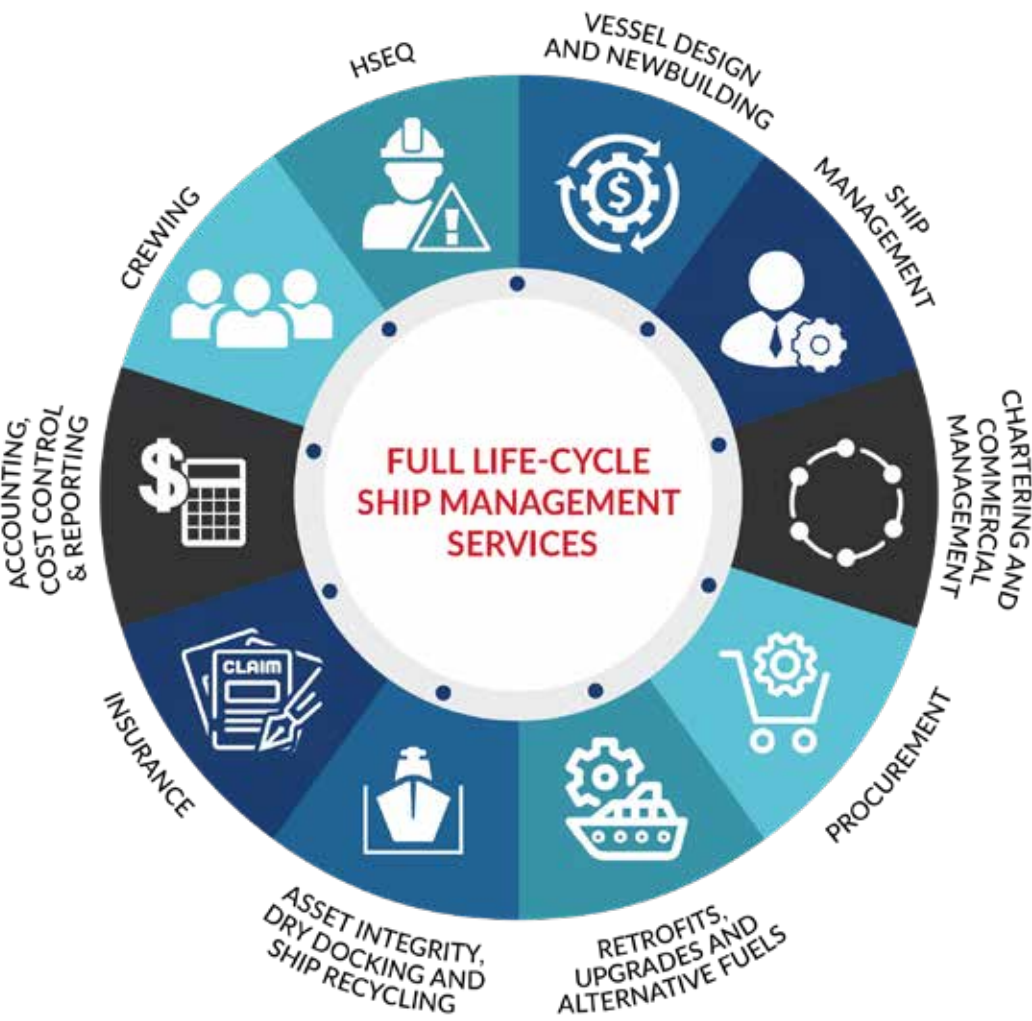 HSEQ
VESSEL DESIGN
AND NEWBUILDING
SHIP
MANAGEMENT
CHARTERING AND
COMMERCIAL
MANAGEMENT
PROCUREMENT
RETROFITS,
UPGRADES AND
ALTERNATIVE FUELS
ASSET INTEGRITY,
DRY DOCKING AND
SHIP RECYCLING
INSURANCE
ACCOUNTING,
COST CONTROL
& REPORTING
CREWING
$
$
CLAIM
FULL LIFE-CYCLE
SHIP MANAGEMENT
SERVICES